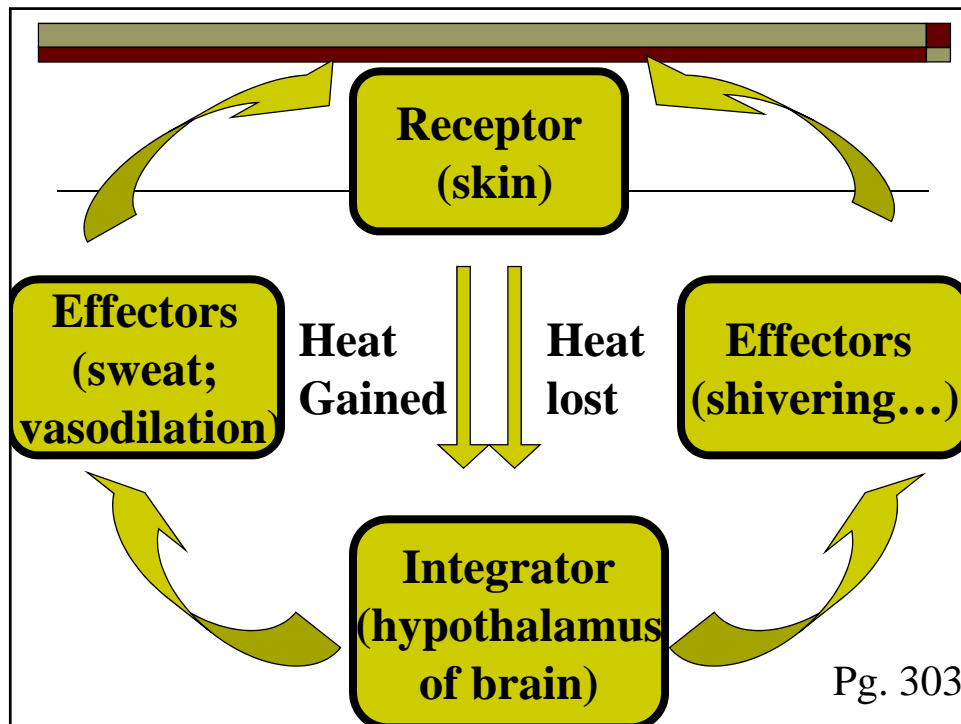 Receptor
(skin)
Effectors
(sweat;
vasodilation)
Heat
Gained
Heat
lost
Effectors
(shivering…)
Integrator
(hypothalamus
of brain)
Pg. 303